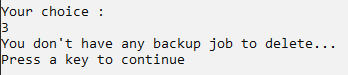 Your choice :
3
You don't have any backup job to delete...
Press a key to continue